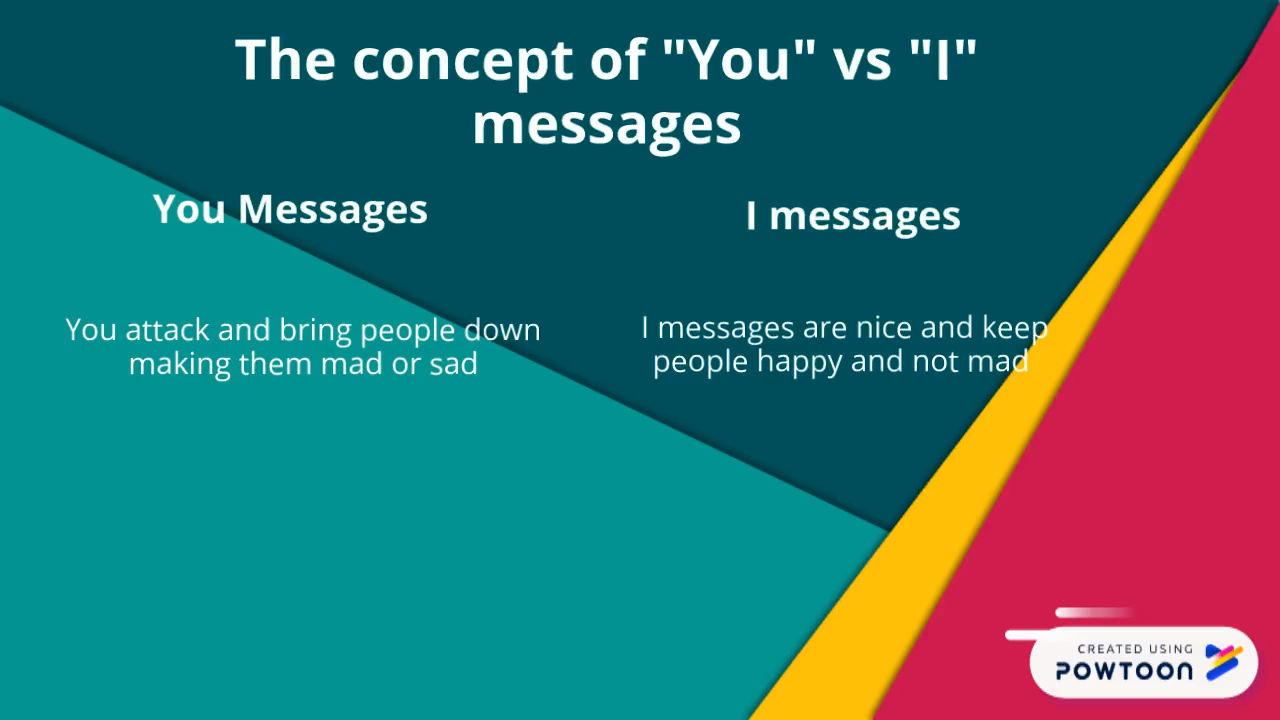 The concept of "You" vs "I"
messages
You Messages
I messages
You attack and bring people down
making them mad or sad
I messages are nice and keep
people happy and not mad
CREATED USING
POWTOON